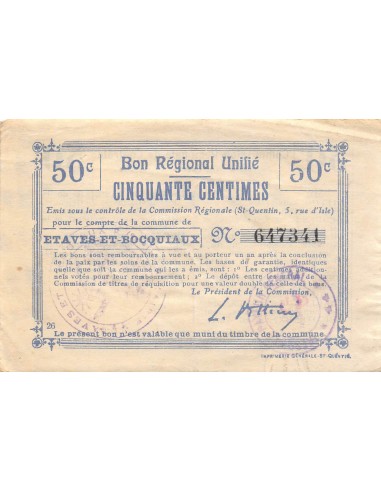 50c
Bon Régional Unifié
50c
CINQUANTE CENTIMES
Emis sous le contrôle de la Commission Régionale (St-Quentin, 5, rue d'Isle)
pour le compte de la commune de
ETAVES-ET-BOCQUIAUX
No 647341
Les bons sont remboursables à vue et au porteur un an après la conclusion
de la paix par les soins de la commune. Les bases de garantie, identiques
quelle que soit la commune qui les a émis, sont: 1º Les centimes addition-
nels votés pour leur remboursement; 2º Le dépôt entre les mains de la
Commission de titres de réquisition pour une valeur double de celle des bons.
Le Président de la Commission,
26
Le présent bon n'est valable que muni du timbre de la commune.
IMPRIMERIE GÉNÉRALE-ST-QUENTIN.